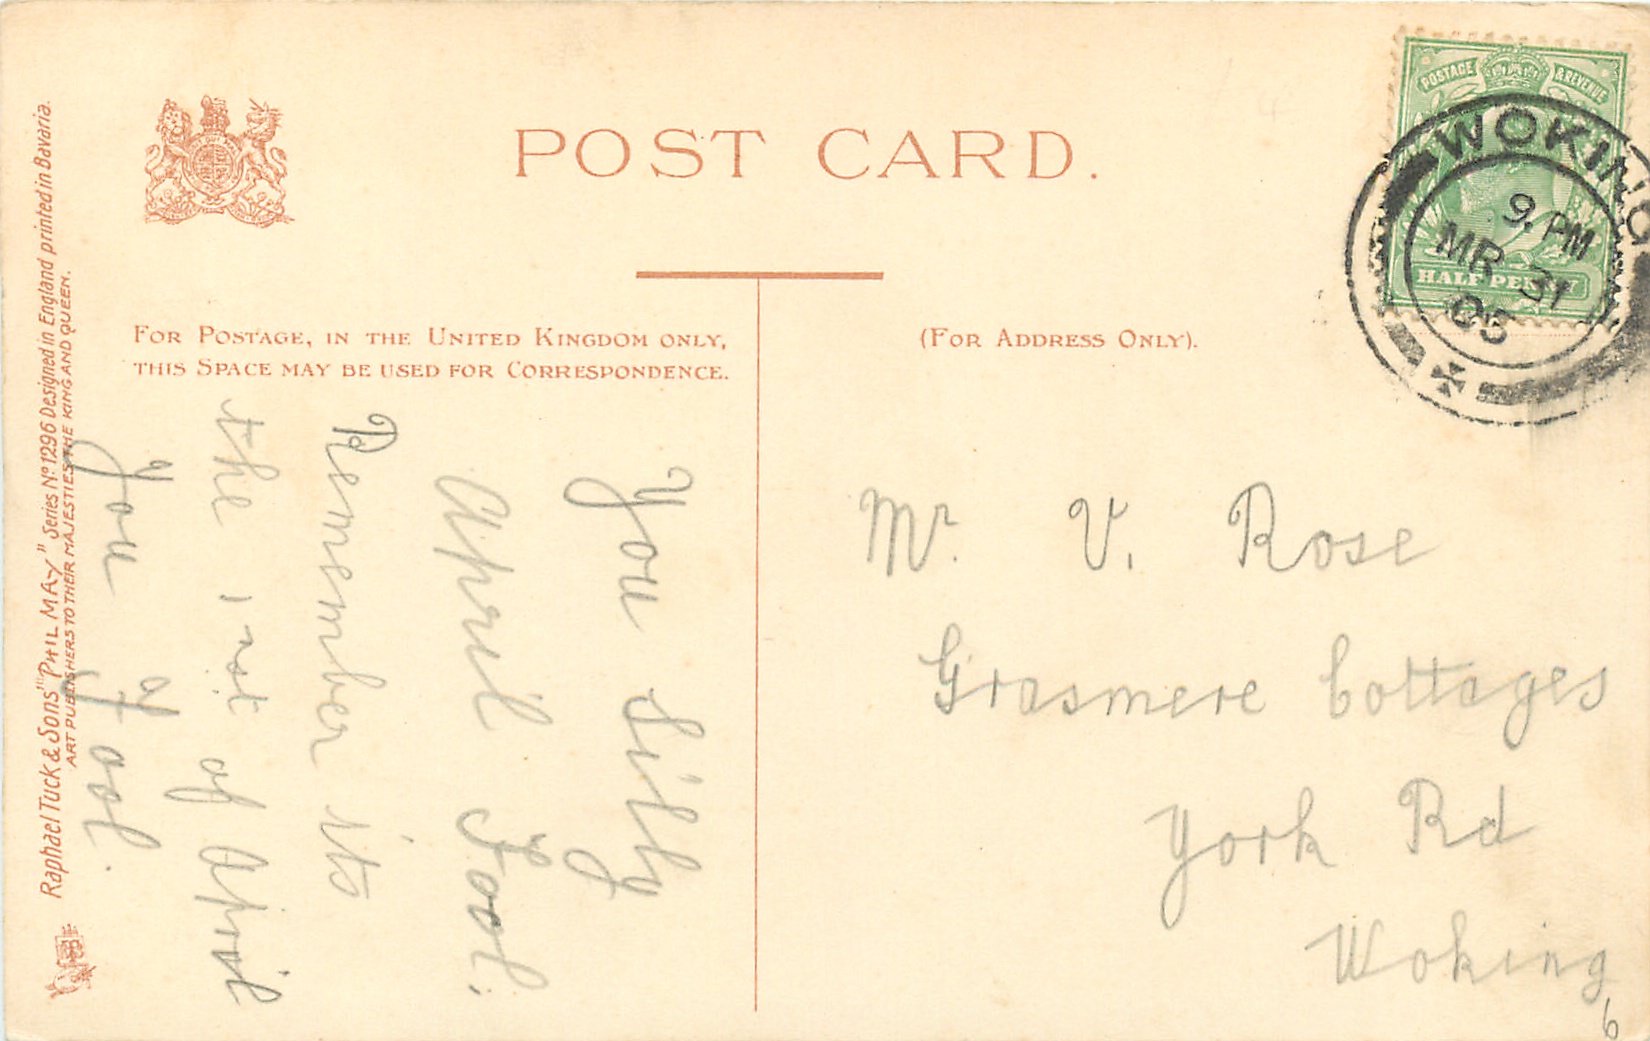 POST CARD.
FOR POSTAGE, IN THE UNITED KINGDOM ONLY,
THIS SPACE MAY BE USED FOR CORRESPONDENCE.
(FOR ADDRESS ONLY).
You Silly
April Fool.
Remember its
the 1st of April
You Fool.
Mr. V. Rose
Grasmere Cottages
York Rd
Woking
6
POSTAGE & REVENUE
HALFPENNY
WOKING
9. PM
MR 31
05
Raphael Tuck & Sons' "PHIL MAY" Series No. 1296 Designed in England printed in Bavaria.
ART PUBLISHERS TO THEIR MAJESTIES THE KING AND QUEEN.